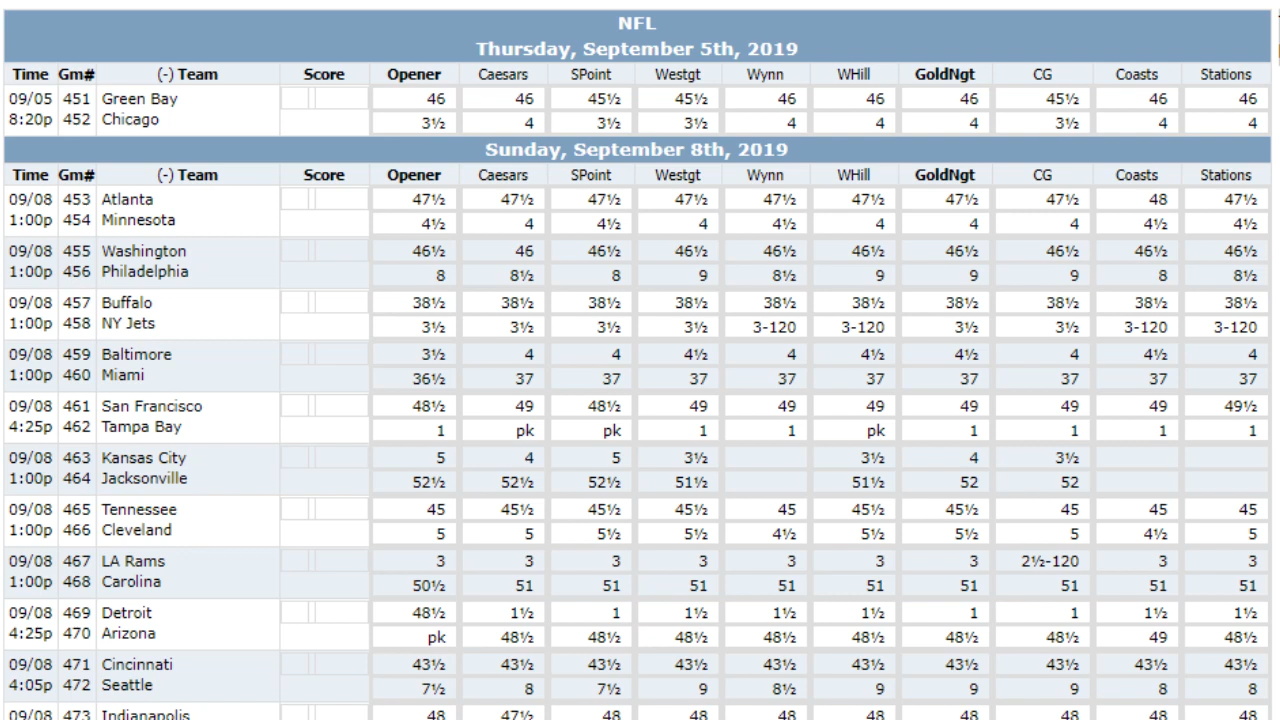 NFL
Thursday, September 5th, 2019
Time Gm# (-) Team Score Opener Caesars SPoint Westgt Wynn WHill GoldNgt CG Coasts Stations
09/05 451 Green Bay 46 46 45½ 45½ 46 46 46 45½ 46 46
8:20p 452 Chicago 3½ 4 3½ 3½ 4 4 4 3½ 4 4
Sunday, September 8th, 2019
Time Gm# (-) Team Score Opener Caesars SPoint Westgt Wynn WHill GoldNgt CG Coasts Stations
09/08 453 Atlanta 47½ 47½ 47½ 47½ 47½ 47½ 47½ 47½ 48 47½
1:00p 454 Minnesota 4½ 4 4½ 4 4½ 4 4 4 4½ 4½
09/08 455 Washington 46½ 46 46½ 46½ 46½ 46½ 46½ 46½ 46½ 46½
1:00p 456 Philadelphia 8 8½ 8 9 8½ 9 9 9 8 8½
09/08 457 Buffalo 38½ 38½ 38½ 38½ 38½ 38½ 38½ 38½ 38½ 38½
1:00p 458 NY Jets 3½ 3½ 3½ 3½ 3-120 3-120 3½ 3½ 3-120 3-120
09/08 459 Baltimore 3½ 4 4 4½ 4 4½ 4½ 4 4½ 4
1:00p 460 Miami 36½ 37 37 37 37 37 37 37 37 37
09/08 461 San Francisco 48½ 49 48½ 49 49 49 49 49 49 49½
4:25p 462 Tampa Bay 1 pk pk 1 1 pk 1 1 1 1
09/08 463 Kansas City 5 4 5 3½ 3½ 4 3½
1:00p 464 Jacksonville 52½ 52½ 52½ 51½ 51½ 52 52
09/08 465 Tennessee 45 45½ 45½ 45½ 45 45½ 45½ 45 45 45
1:00p 466 Cleveland 5 5 5½ 5½ 4½ 5½ 5½ 5 4½ 5
09/08 467 LA Rams 3 3 3 3 3 3 3 2½-120 3 3
1:00p 468 Carolina 50½ 51 51 51 51 51 51 51 51 51
09/08 469 Detroit 48½ 1½ 1 1½ 1½ 1½ 1 1 1½ 1½
4:25p 470 Arizona pk 48½ 48½ 48½ 48½ 48½ 48½ 48½ 49 48½
09/08 471 Cincinnati 43½ 43½ 43½ 43½ 43½ 43½ 43½ 43½ 43½ 43½
4:05p 472 Seattle 7½ 8 7½ 9 8½ 9 9 9 8 8
09/08 473 Indianapolis 48 47½ 48 48 48 48 48 48 48 48